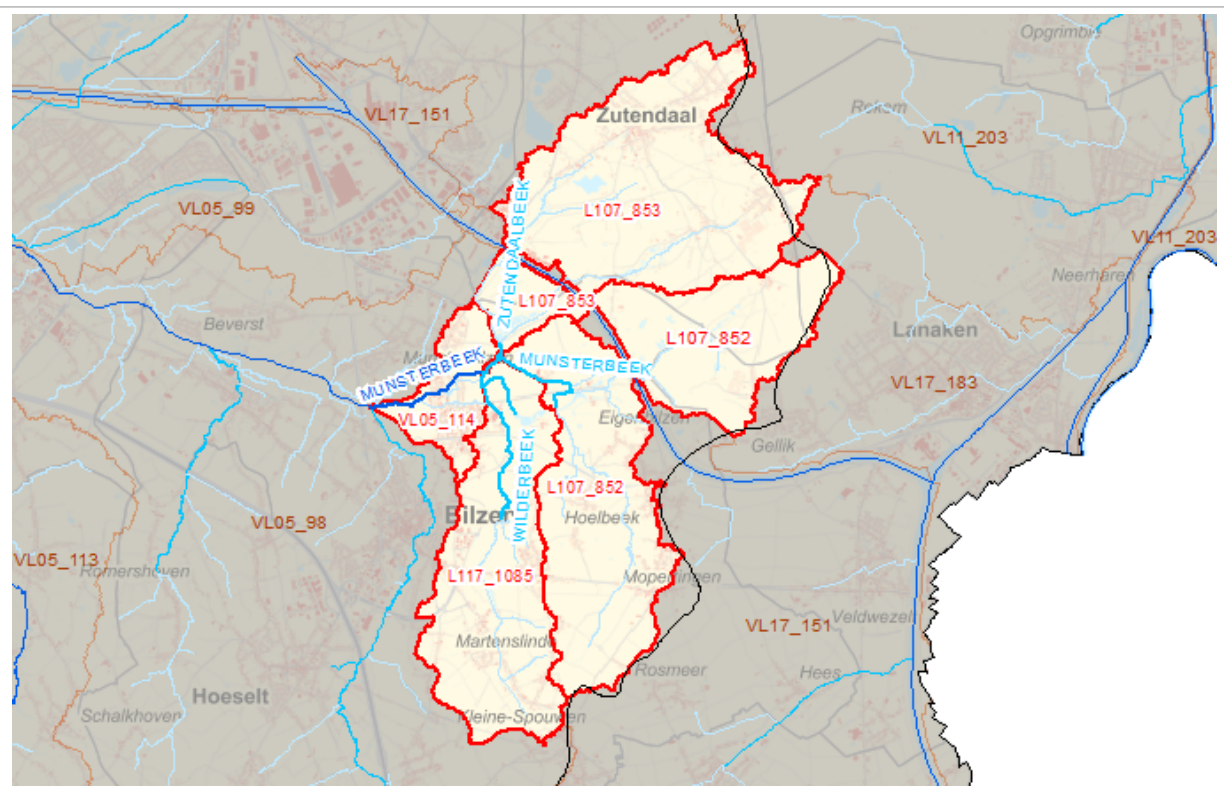 Opgrimbie
Rekem
VL17_151
Zutendaal
VL11_203
VL05_99
L107_853
ZUTENDAALBEEK
VL11_203
Neerharen
L107_853
Beverst
Lanaken
L107_852
MUNSTERBEEK
MUNSTERBEEK
VL17_183
VL05_114
Eigenbilzen
Gellik
WILDERBEEK
L107_852
Bilzen
Hoelbeek
VL05_98
VL05_113
Romershoven
L117_1085
Mopertingen
Veldwezelt
VL17_151
Martenslinde
Rosmeer
Hees
Hoeselt
Schalkhoven
Kleine-Spouwen